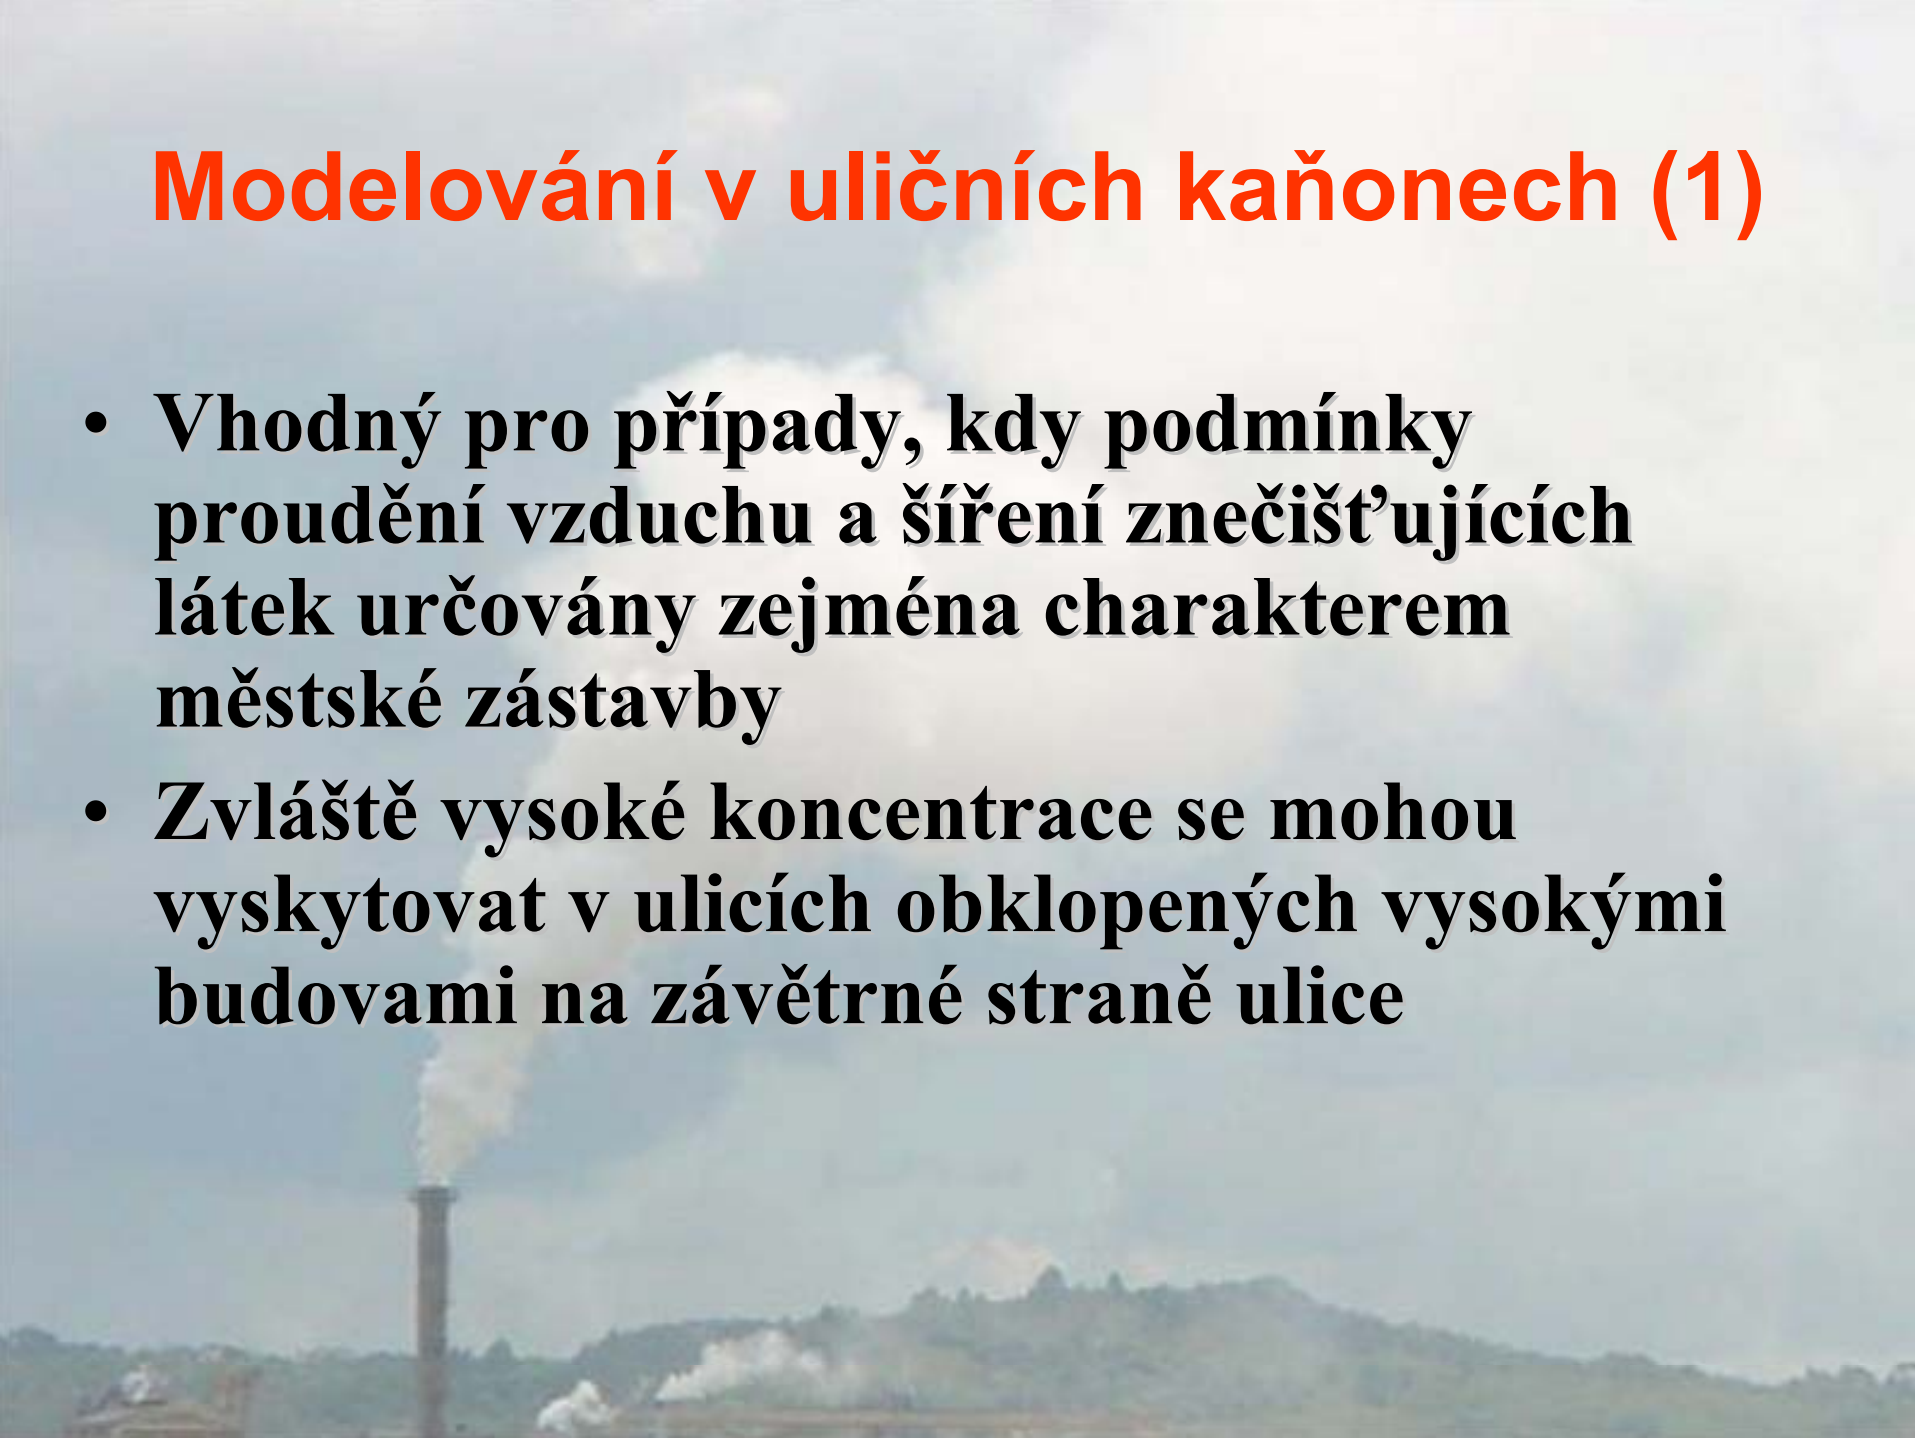 Modelování v uličních kaňonech (1)
• Vhodný pro případy, kdy podmínky
proudění vzduchu a šíření znečišťujících
látek určovány zejména charakterem
městské zástavby
• Zvláště vysoké koncentrace se mohou
vyskytovat v ulicích obklopených vysokými
budovami na závětrné straně ulice